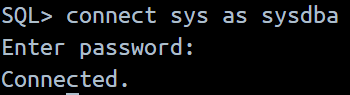 SQL> connect sys as sysdba
Enter password:
Connected.